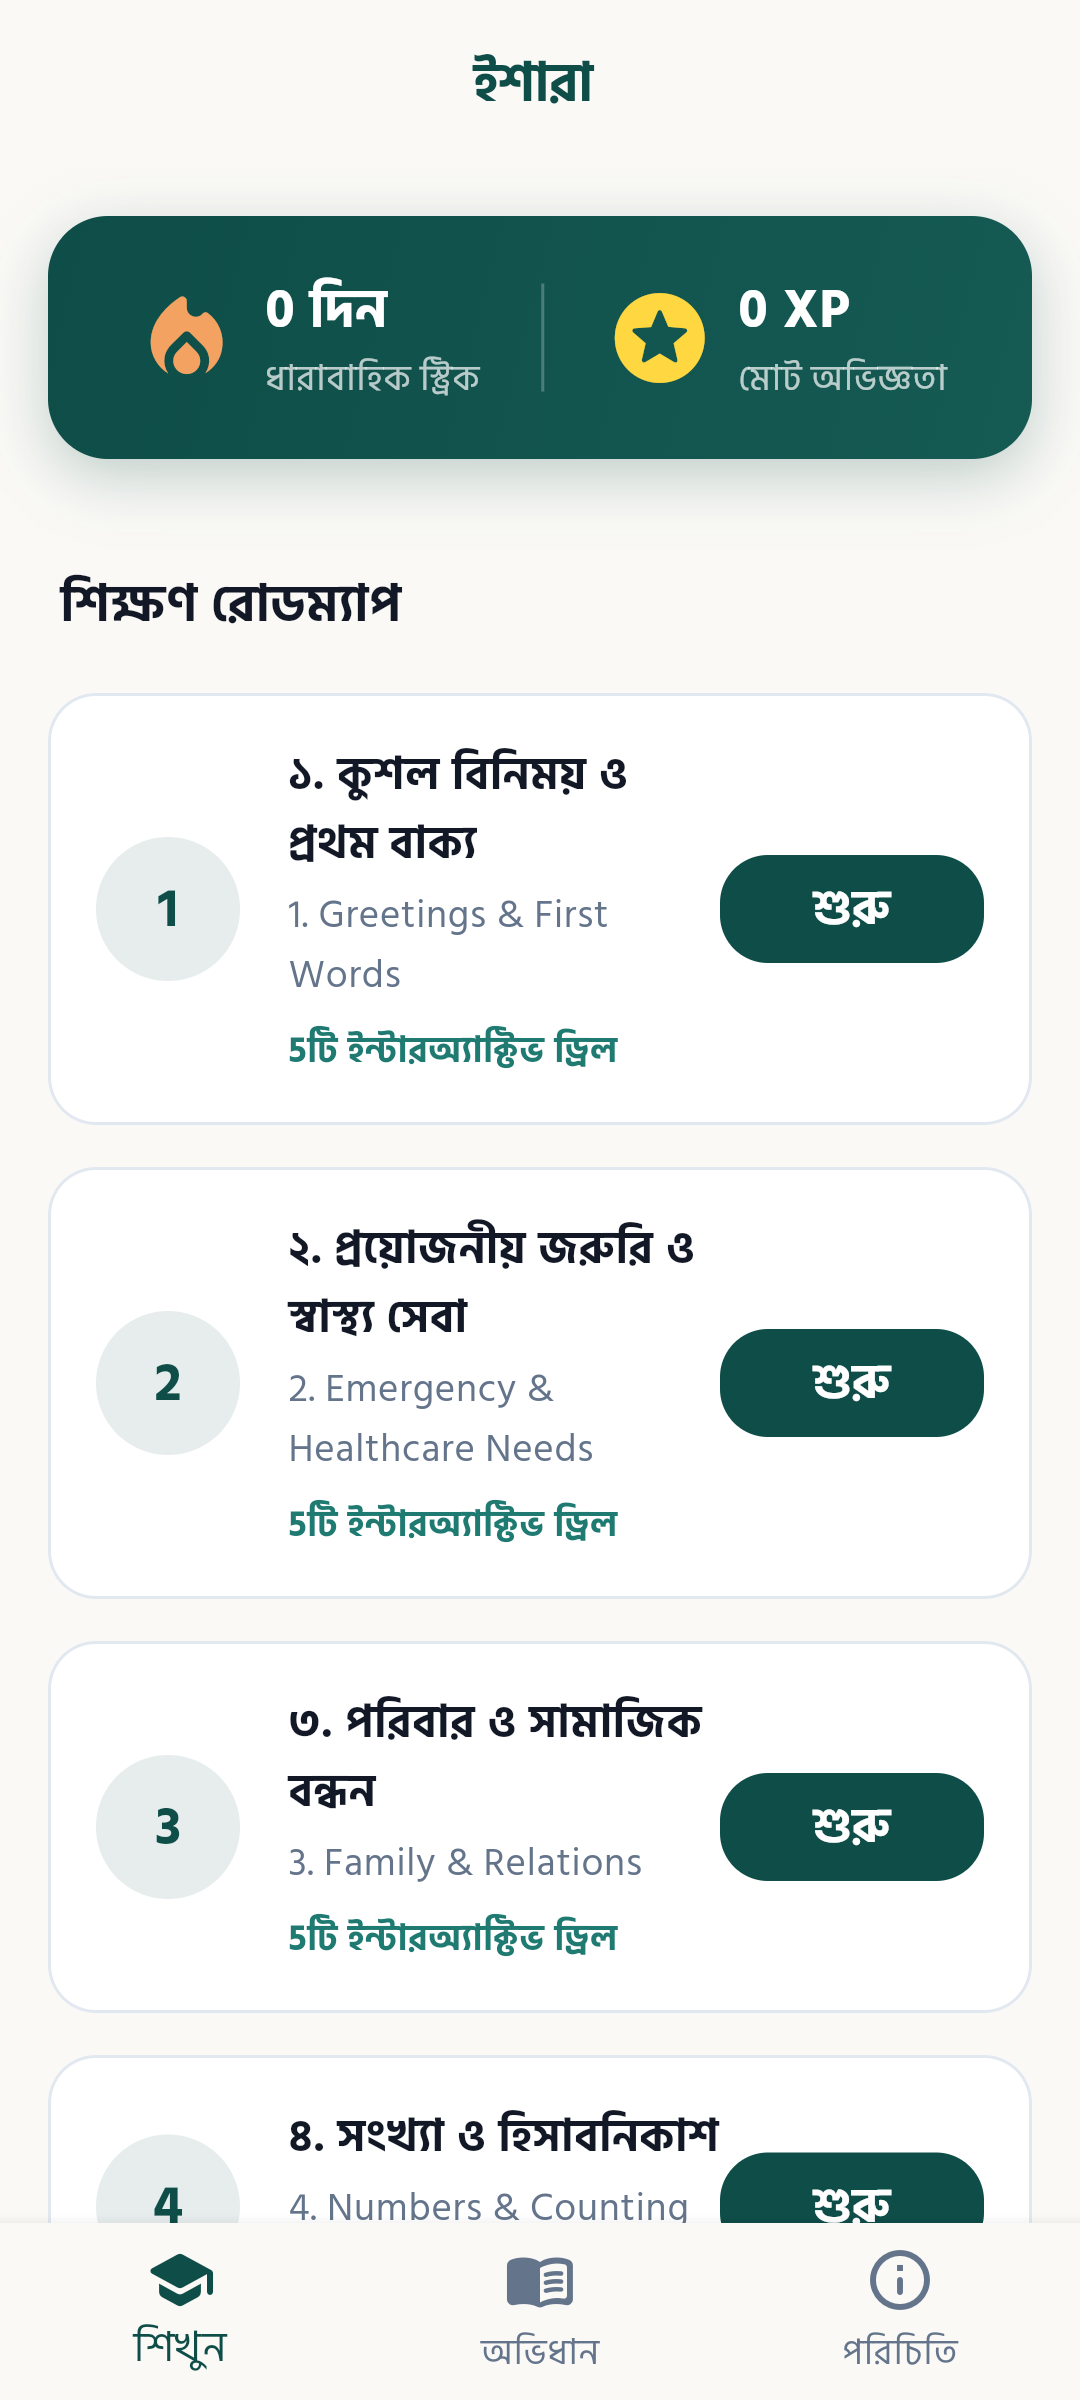 ইশারা
0 দিন
ধারাবাহিক স্ট্রিক
0 XP
মোট অভিজ্ঞতা
শিক্ষণ রোডম্যাপ
1
১. কুশল বিনিময় ও
প্রথম বাক্য
1. Greetings & First
Words
5টি ইন্টারঅ্যাক্টিভ ড্রিল
শুরু
2
২. প্রয়োজনীয় জরুরি ও
স্বাস্থ্য সেবা
2. Emergency &
Healthcare Needs
5টি ইন্টারঅ্যাক্টিভ ড্রিল
শুরু
3
৩. পরিবার ও সামাজিক
বন্ধন
3. Family & Relations
5টি ইন্টারঅ্যাক্টিভ ড্রিল
শুরু
4
৪. সংখ্যা ও হিসাবনিকাশ
4. Numbers & Counting
শুরু
শিখুন
অভিধান
পরিচিতি